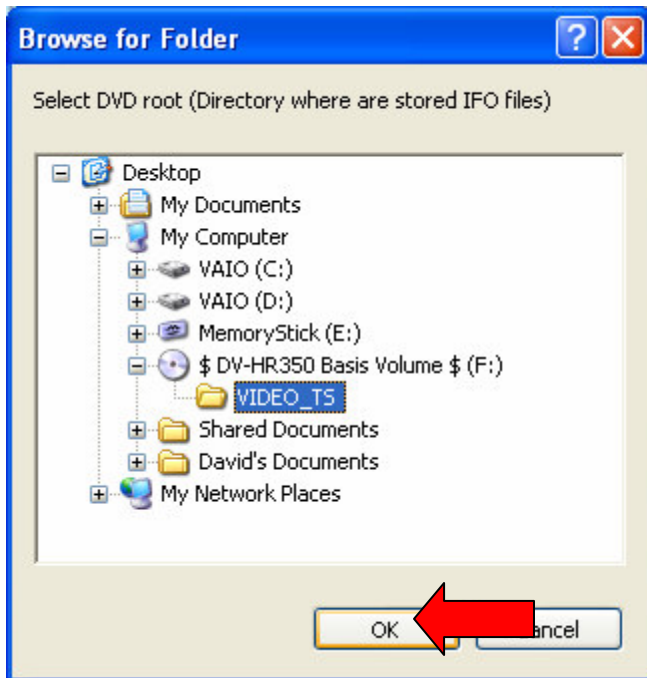 Browse for Folder
Select DVD root (Directory where are stored IFO files)
Desktop
My Documents
My Computer
VAIO (C:)
VAIO (D:)
MemoryStick (E:)
$ DV-HR350 Basis Volume $ (F:)
VIDEO_TS
Shared Documents
David's Documents
My Network Places
OK ancel